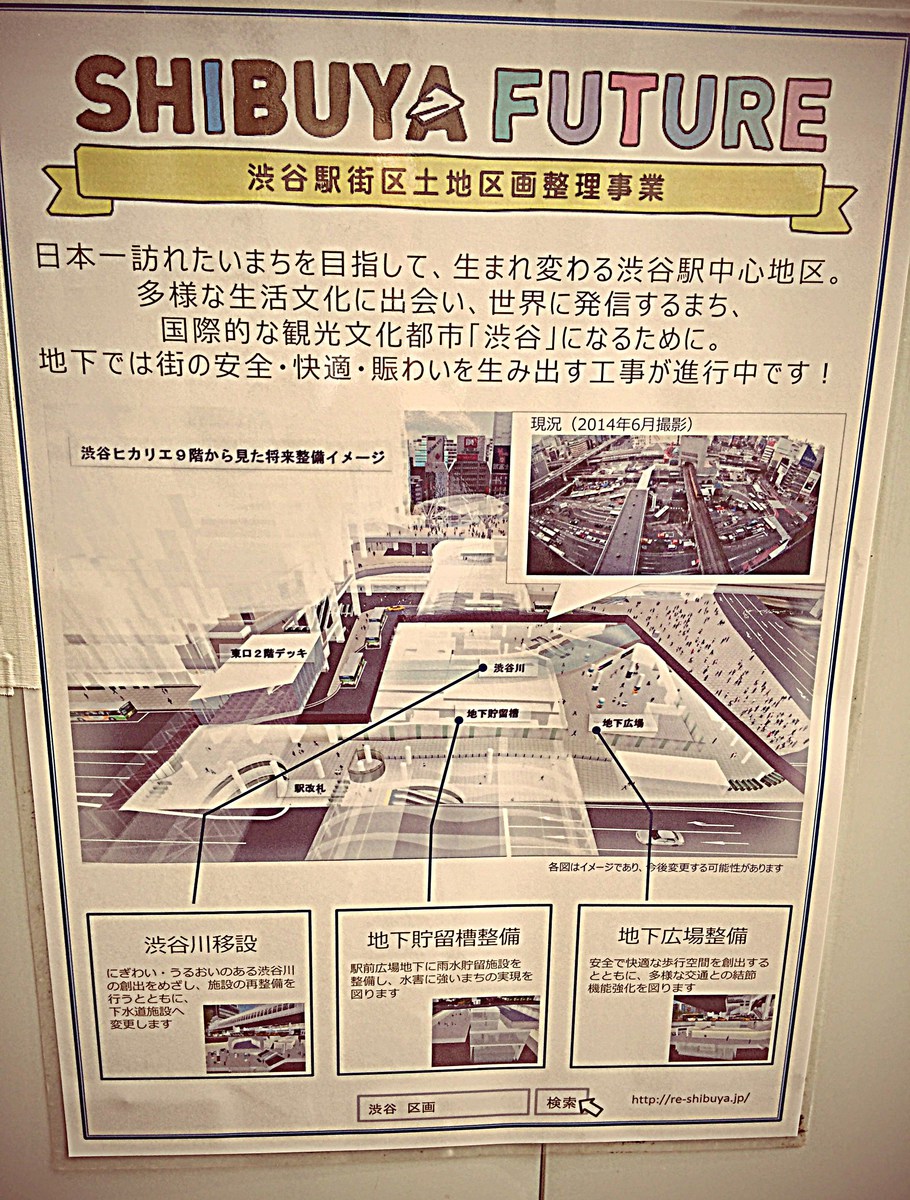 SHIBUYA FUTURE
渋谷駅街区土地区画整理事業
日本一訪れたいまちを目指して、生まれ変わる渋谷駅中心地区。
多様な生活文化に出会い、世界に発信するまち、
国際的な観光文化都市「渋谷」になるために。
地下では街の安全・快適・賑わいを生み出す工事が進行中です！
現況（2014年6月撮影）
渋谷ヒカリエ９階から見た将来整備イメージ
東口２階デッキ
渋谷川
地下貯留槽
地下広場
駅改札
各図はイメージであり、今後変更する可能性があります
渋谷川移設
にぎわい・うるおいのある渋谷川
の創出をめざし、施設の再整備を
行うとともに、
下水道施設へ
変更します
地下貯留槽整備
駅前広場地下に雨水貯留施設を
整備し、水害に強いまちの実現を
図ります
地下広場整備
安全で快適な歩行空間を創出する
とともに、多様な交通との結節
機能強化を図ります
渋谷 区画
検索
http://re-shibuya.jp/